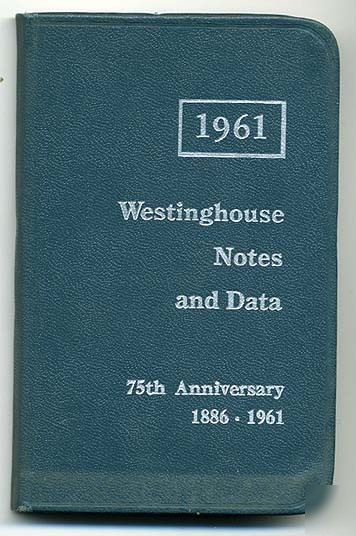 1961
Westinghouse
Notes
and Data
75th Anniversary
1886 · 1961